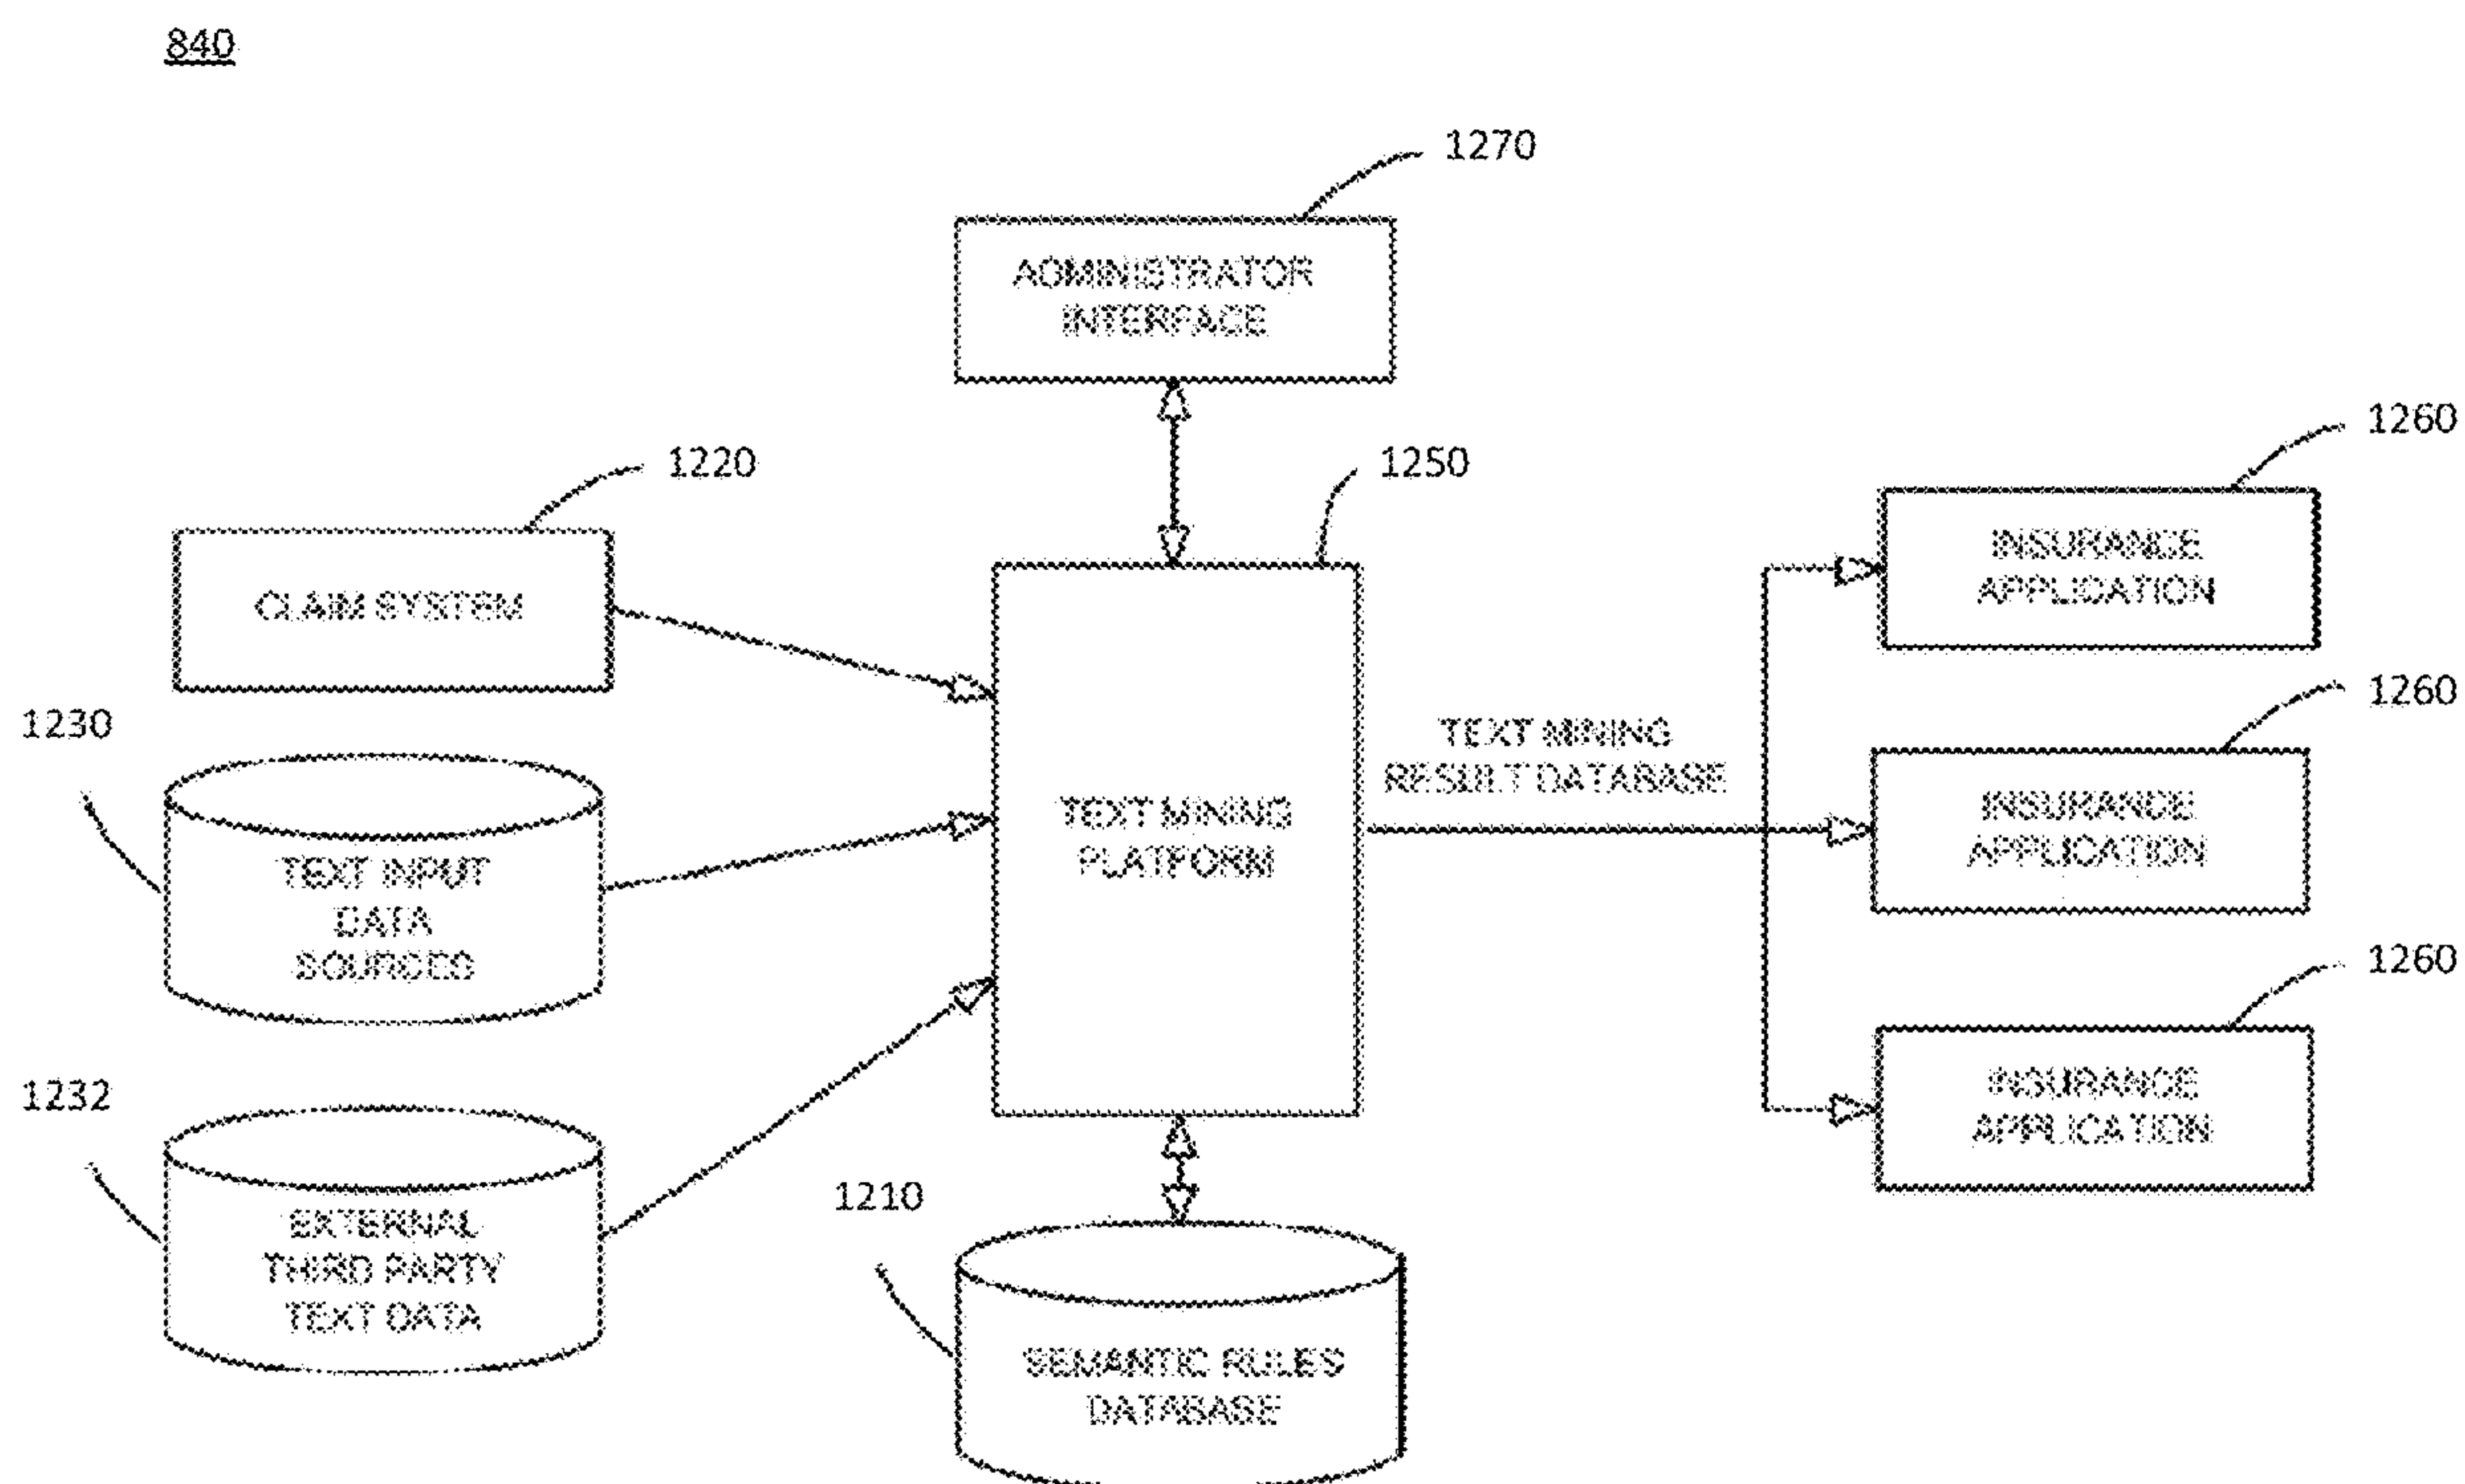 840
1270
ADMINISTRATOR
INTERFACE
1260
1220
1250
INSURANCE
APPLICATION
CLAIM SYSTEM
1260
1230
TEXT MINING
RESULT DATABASE
TEXT MINING
PLATFORM
INSURANCE
APPLICATION
TEXT INPUT
DATA
SOURCES
1260
1232
INSURANCE
APPLICATION
1210
EXTERNAL
THIRD PARTY
TEXT DATA
SEMANTIC RULES
DATABASE